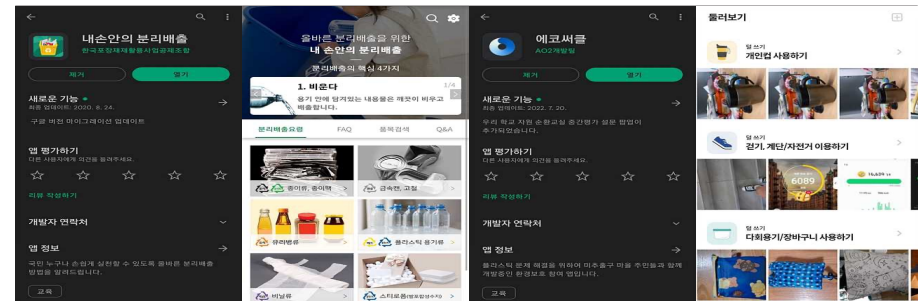 내손안의 분리배출
한국포장재재활용사업공제조합
제거
열기
새로운 기능
최종 업데이트: 2020. 8. 24.
구글 버전 마이그레이션 업데이트
앱 평가하기
다른 사용자에게 의견을 들려주세요.
리뷰 작성하기
개발자 연락처
앱 정보
국민 누구나 손쉽게 실천할 수 있도록 올바른 분리배출
방법을 알려드립니다.
교육
올바른 분리배출을 위한
내 손안의 분리배출
분리배출의 핵심 4가지
1. 비운다
1/4
용기 안에 담겨있는 내용물은 깨끗이 비우고
배출합니다.
분리배출요령
FAQ
품목검색
Q&A
종이류, 종이팩
금속캔, 고철
유리병류
플라스틱 용기류
비닐류
스티로폼(발포합성수지)
에코써클
AO2개발팀
제거
열기
새로운 기능
최종 업데이트: 2022. 7. 20.
우리 학교 자원 순환교실 중간평가 설문 팝업이
추가되었습니다.
앱 평가하기
다른 사용자에게 의견을 들려주세요.
리뷰 작성하기
개발자 연락처
앱 정보
플라스틱 문제 해결을 위하여 미추홀구 마을 주민들과 함께
개발중인 환경보호 참여 앱입니다.
교육
둘러보기
덜 쓰기
개인컵 사용하기
덜 쓰기
걷기, 계단/자전거 이용하기
6089
16,659
덜 쓰기
다회용기/장바구니 사용하기